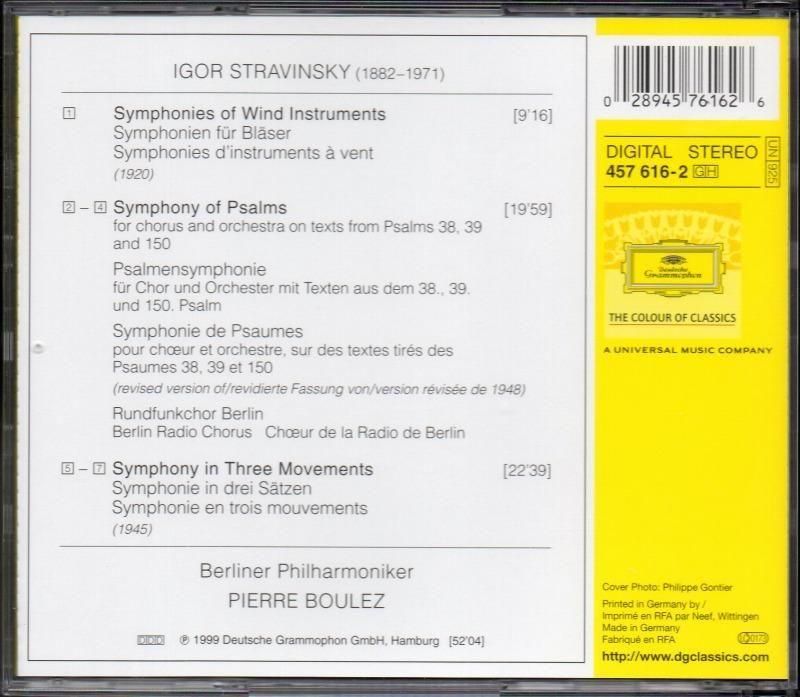 IGOR STRAVINSKY (1882–1971)
1 Symphonies of Wind Instruments [9'16]
Symphonien für Bläser
Symphonies d'instruments à vent
(1920)
2 – 4 Symphony of Psalms [19'59]
for chorus and orchestra on texts from Psalms 38, 39
and 150
Psalmensymphonie
für Chor und Orchester mit Texten aus dem 38., 39.
und 150. Psalm
Symphonie de Psaumes
pour chœur et orchestre, sur des textes tirés des
Psaumes 38, 39 et 150
(revised version of/revidierte Fassung von/version révisée de 1948)
Rundfunkchor Berlin
Berlin Radio Chorus Chœur de la Radio de Berlin
5 – 7 Symphony in Three Movements [22'39]
Symphonie in drei Sätzen
Symphonie en trois mouvements
(1945)
Berliner Philharmoniker
PIERRE BOULEZ
DDD ℗ 1999 Deutsche Grammophon GmbH, Hamburg [52'04]
0 28945 76162 6
DIGITAL STEREO
457 616-2 GH
UN 925
Deutsche
Grammophon
THE COLOUR OF CLASSICS
A UNIVERSAL MUSIC COMPANY
Cover Photo: Philippe Gontier
Printed in Germany by /
Imprimé en RFA par Neef, Wittingen
Made in Germany
Fabriqué en RFA
http://www.dgclassics.com